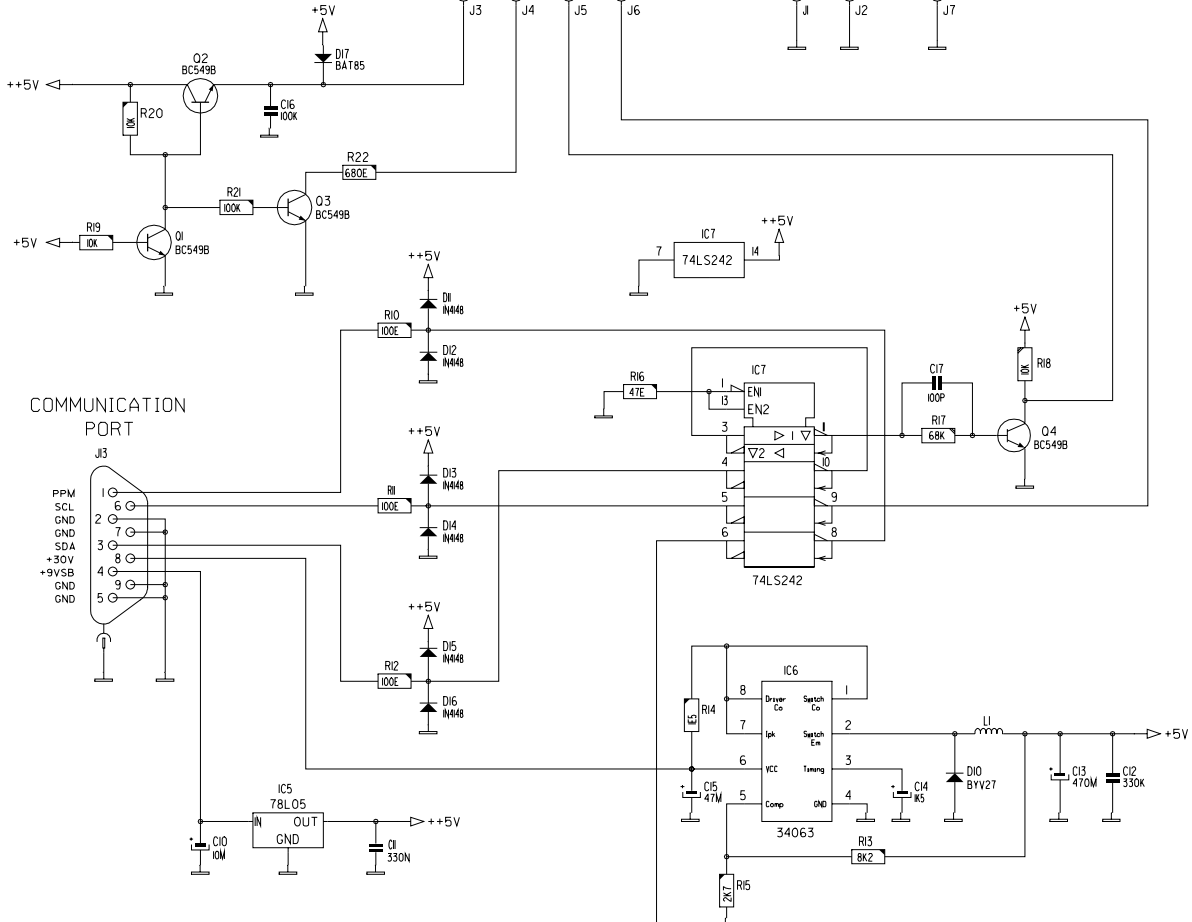 J3
J4
J5
J6
J1
J2
J7
+5V
D17
BAT85
Q2
BC549B
++5V
R20
10K
C16
100K
R22
680E
R21
100K
Q3
BC549B
+5V
R19
10K
Q1
BC549B
++5V
IC7
7
74LS242
14
++5V
D11
1N4148
R10
100E
D12
1N4148
+5V
R18
10K
IC7
R16
47E
1
EN1
13
EN2
C17
100P
R17
68K
Q4
BC549B
3
1
1
2
4
10
5
9
6
8
74LS242
COMMUNICATION
PORT
J13
PPM
1
SCL
6
GND
2
GND
7
SDA
3
+30V
8
+9VSB
4
GND
9
GND
5
++5V
D13
1N4148
R11
100E
D14
1N4148
++5V
D15
1N4148
R12
100E
D16
1N4148
IC6
8
Driver
Co
Switch
Co
1
R14
1E5
7
Ipk
Switch
Em
2
L1
+5V
6
VCC
Timing
3
5
Comp
GND
4
34063
C15
47M
C14
1K5
D10
BYV27
C13
470M
C12
330K
IC5
78L05
IN
OUT
GND
++5V
C10
10M
C11
330N
R13
8K2
R15
2K7